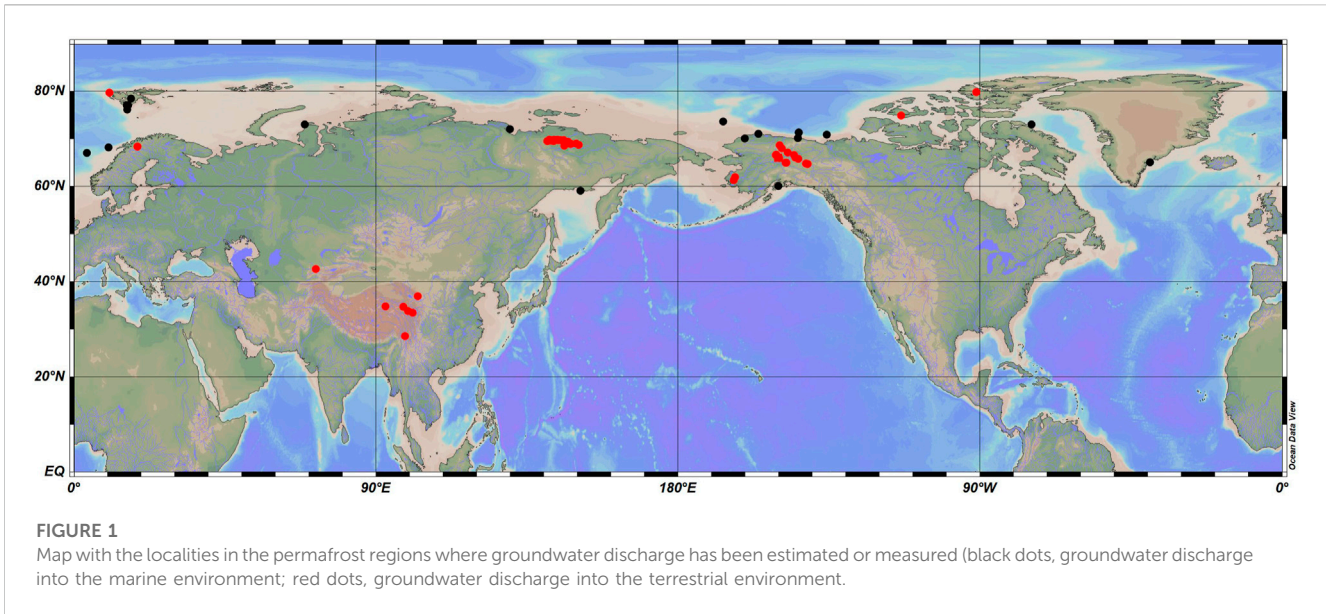 80°N
60°N
40°N
20°N
EQ
0°
90°E
180°E
90°W
0°
Ocean Data View
FIGURE 1
Map with the localities in the permafrost regions where groundwater discharge has been estimated or measured (black dots, groundwater discharge
into the marine environment; red dots, groundwater discharge into the terrestrial environment.